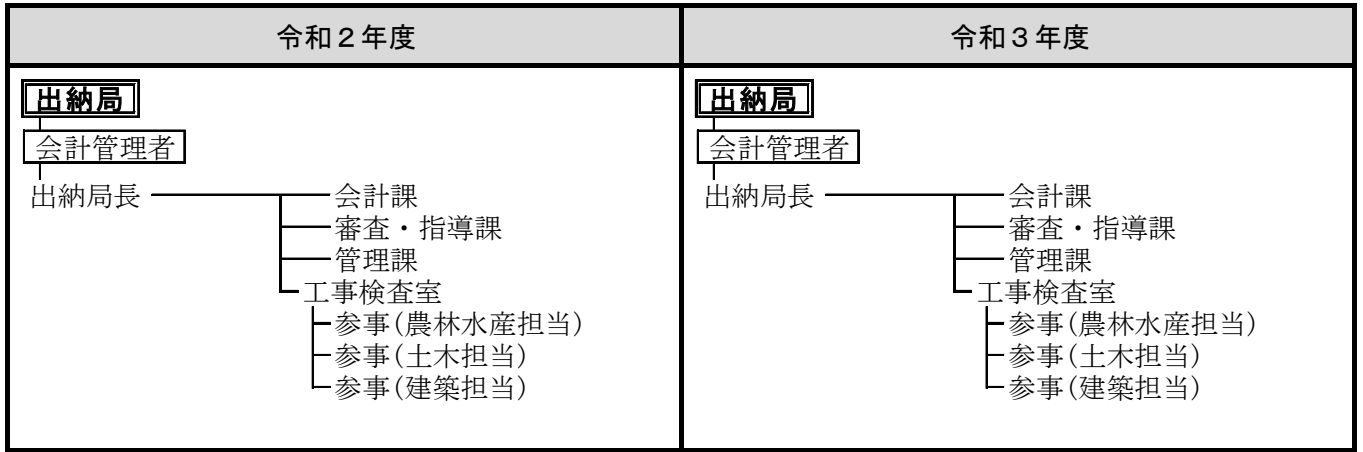 令和２年度
出納局
会計管理者
出納局長
会計課
審査・指導課
管理課
工事検査室
参事(農林水産担当)
参事(土木担当)
参事(建築担当)
令和３年度
出納局
会計管理者
出納局長
会計課
審査・指導課
管理課
工事検査室
参事(農林水産担当)
参事(土木担当)
参事(建築担当)